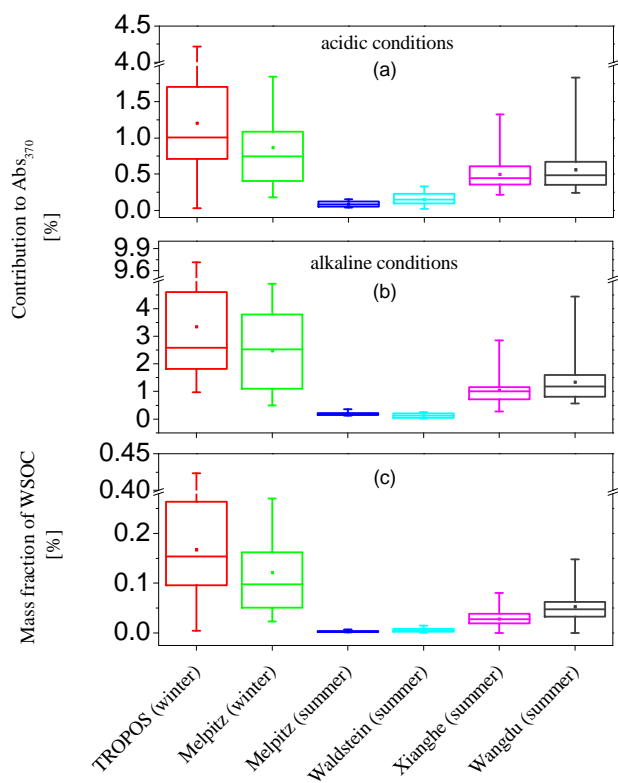 4.5
acidic conditions
4.0
(a)
1.5
1.0
0.5
0.0
Contribution to Abs370
[%]
9.9
9.6
alkaline conditions
(b)
4
3
2
1
0
0.45
0.40
(c)
0.2
0.1
0.0
Mass fraction of WSOC
[%]
TROPOS (winter)
Melpitz (winter)
Melpitz (summer)
Waldstein (summer)
Xianghe (summer)
Wangdu (summer)